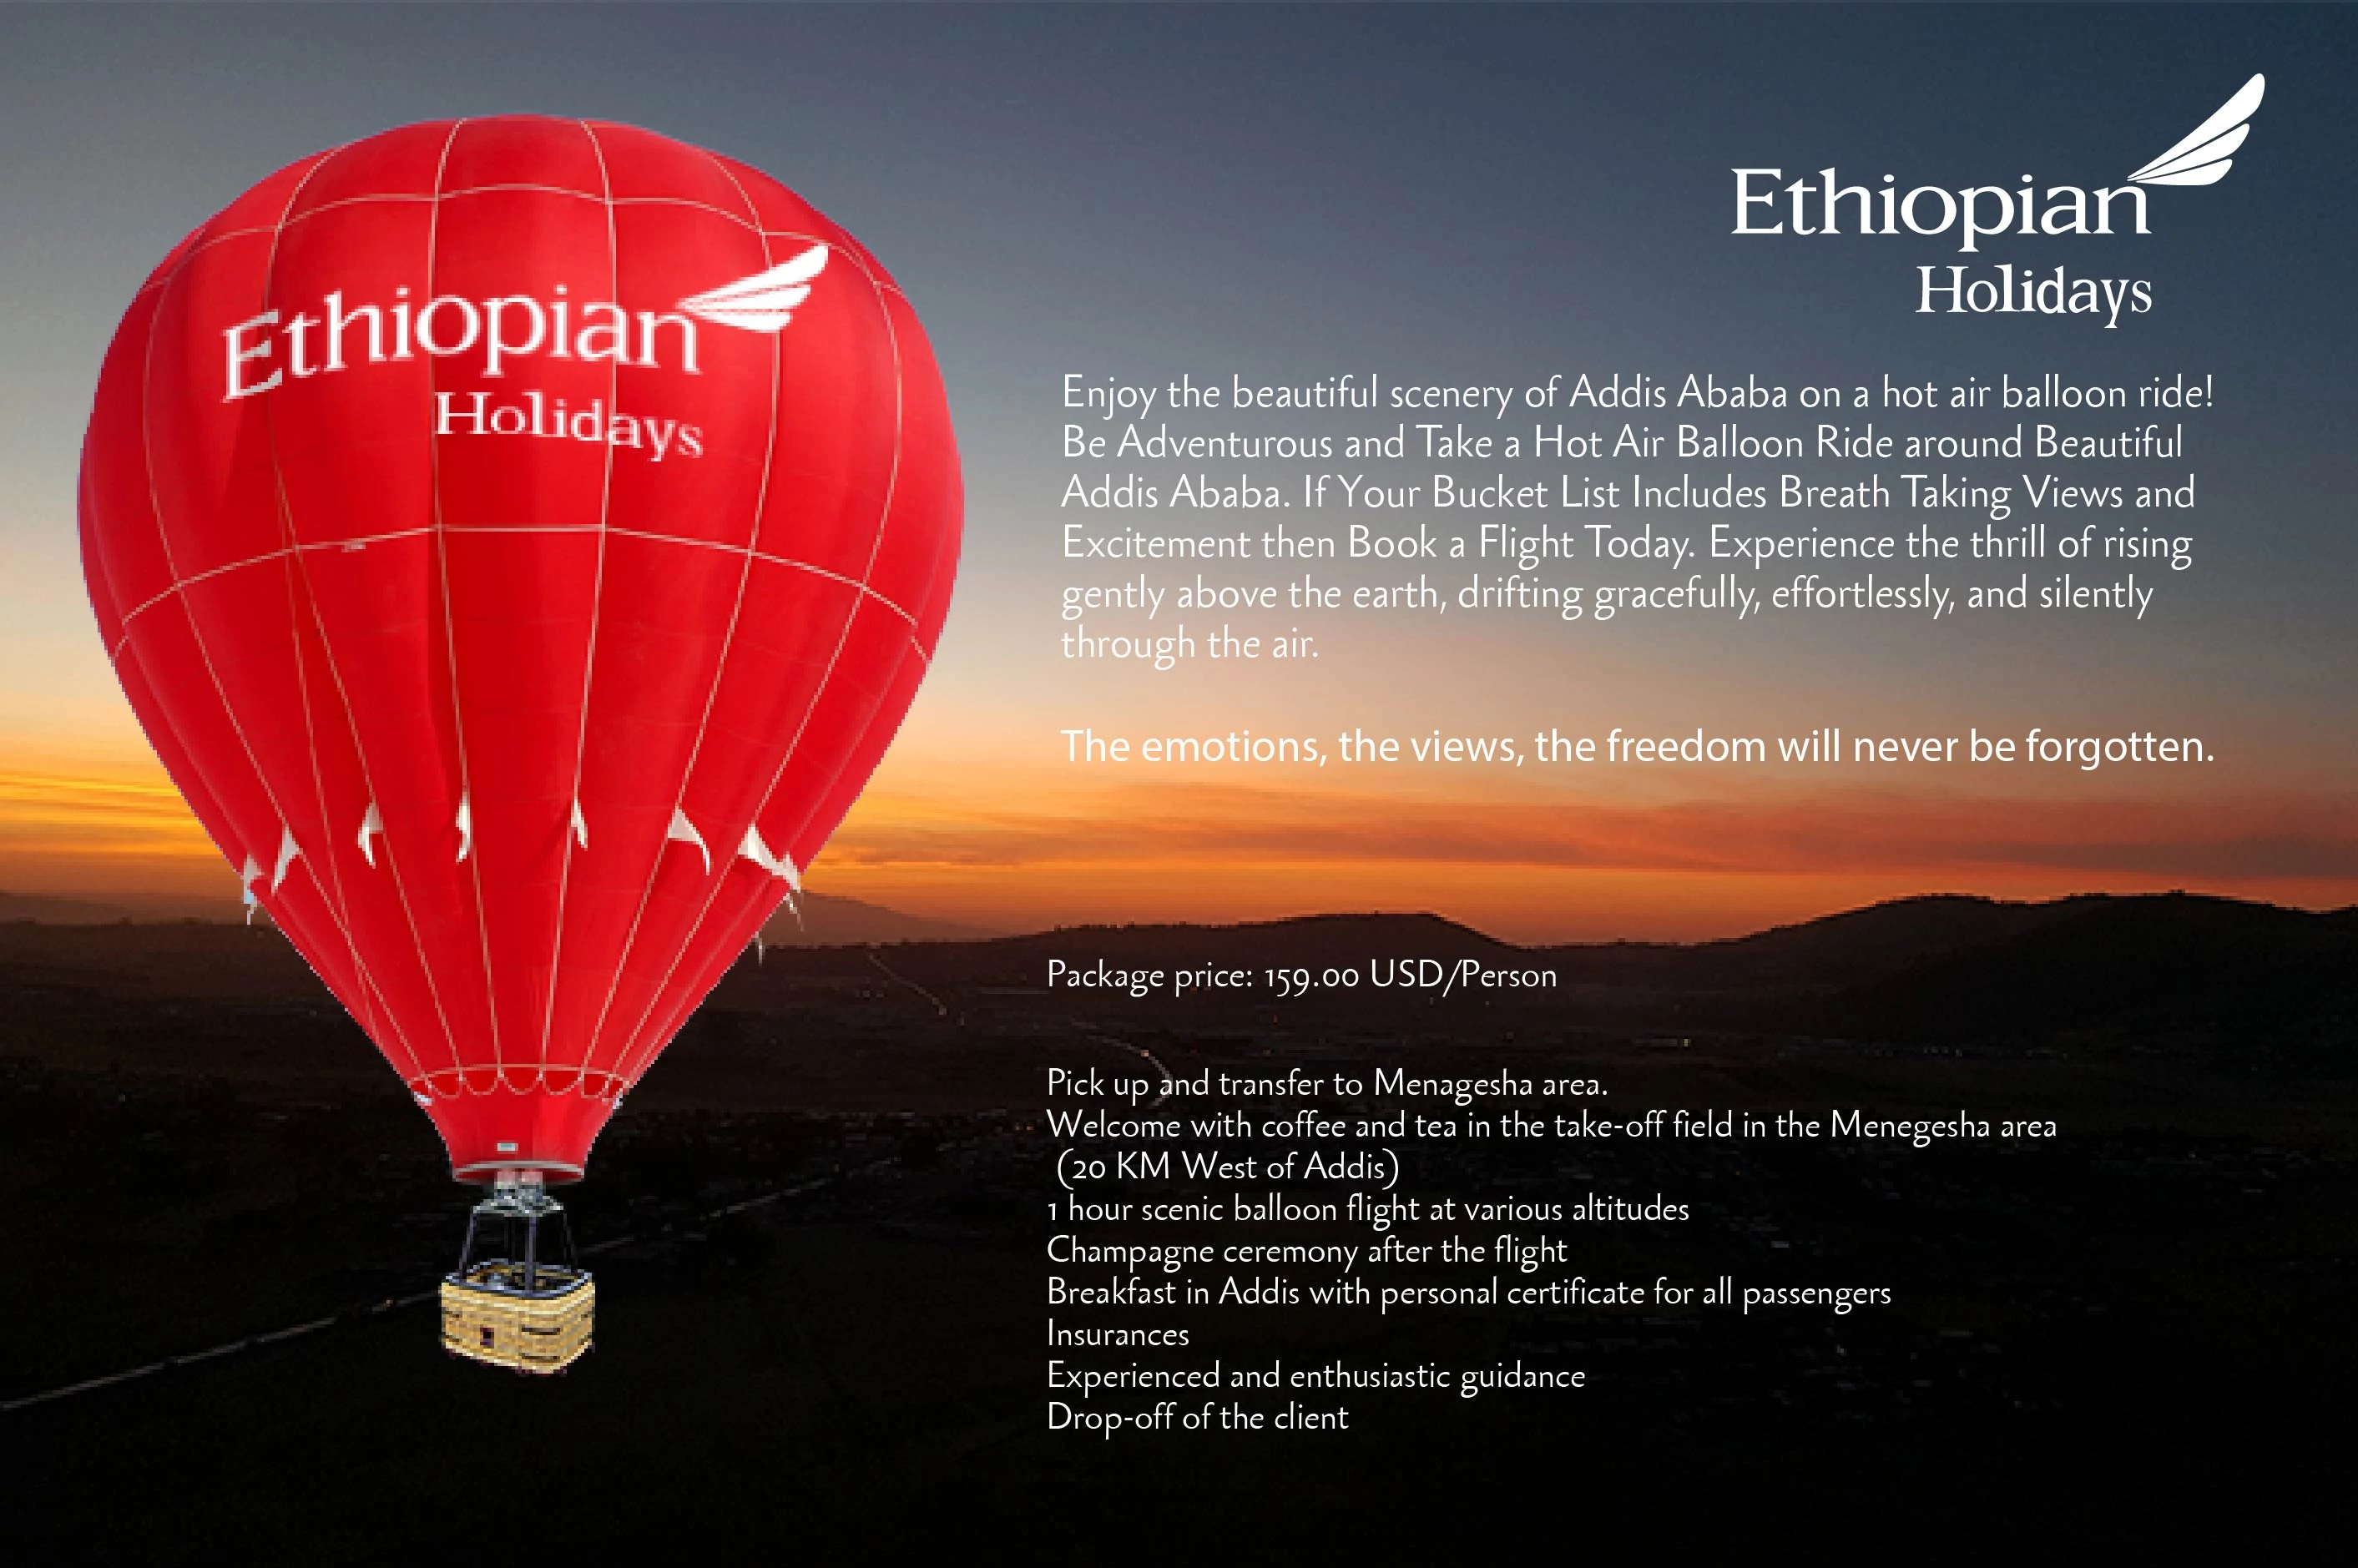 Ethiopian
Holidays
Ethiopian
Holidays
Enjoy the beautiful scenery of Addis Ababa on a hot air balloon ride!
Be Adventurous and Take a Hot Air Balloon Ride around Beautiful
Addis Ababa. If Your Bucket List Includes Breath Taking Views and
Excitement then Book a Flight Today. Experience the thrill of rising
gently above the earth, drifting gracefully, effortlessly, and silently
through the air.
The emotions, the views, the freedom will never be forgotten.
Package price: 159.00 USD/Person
Pick up and transfer to Menagesha area.
Welcome with coffee and tea in the take-off field in the Menegesha area
(20 KM West of Addis)
1 hour scenic balloon flight at various altitudes
Champagne ceremony after the flight
Breakfast in Addis with personal certificate for all passengers
Insurances
Experienced and enthusiastic guidance
Drop-off of the client